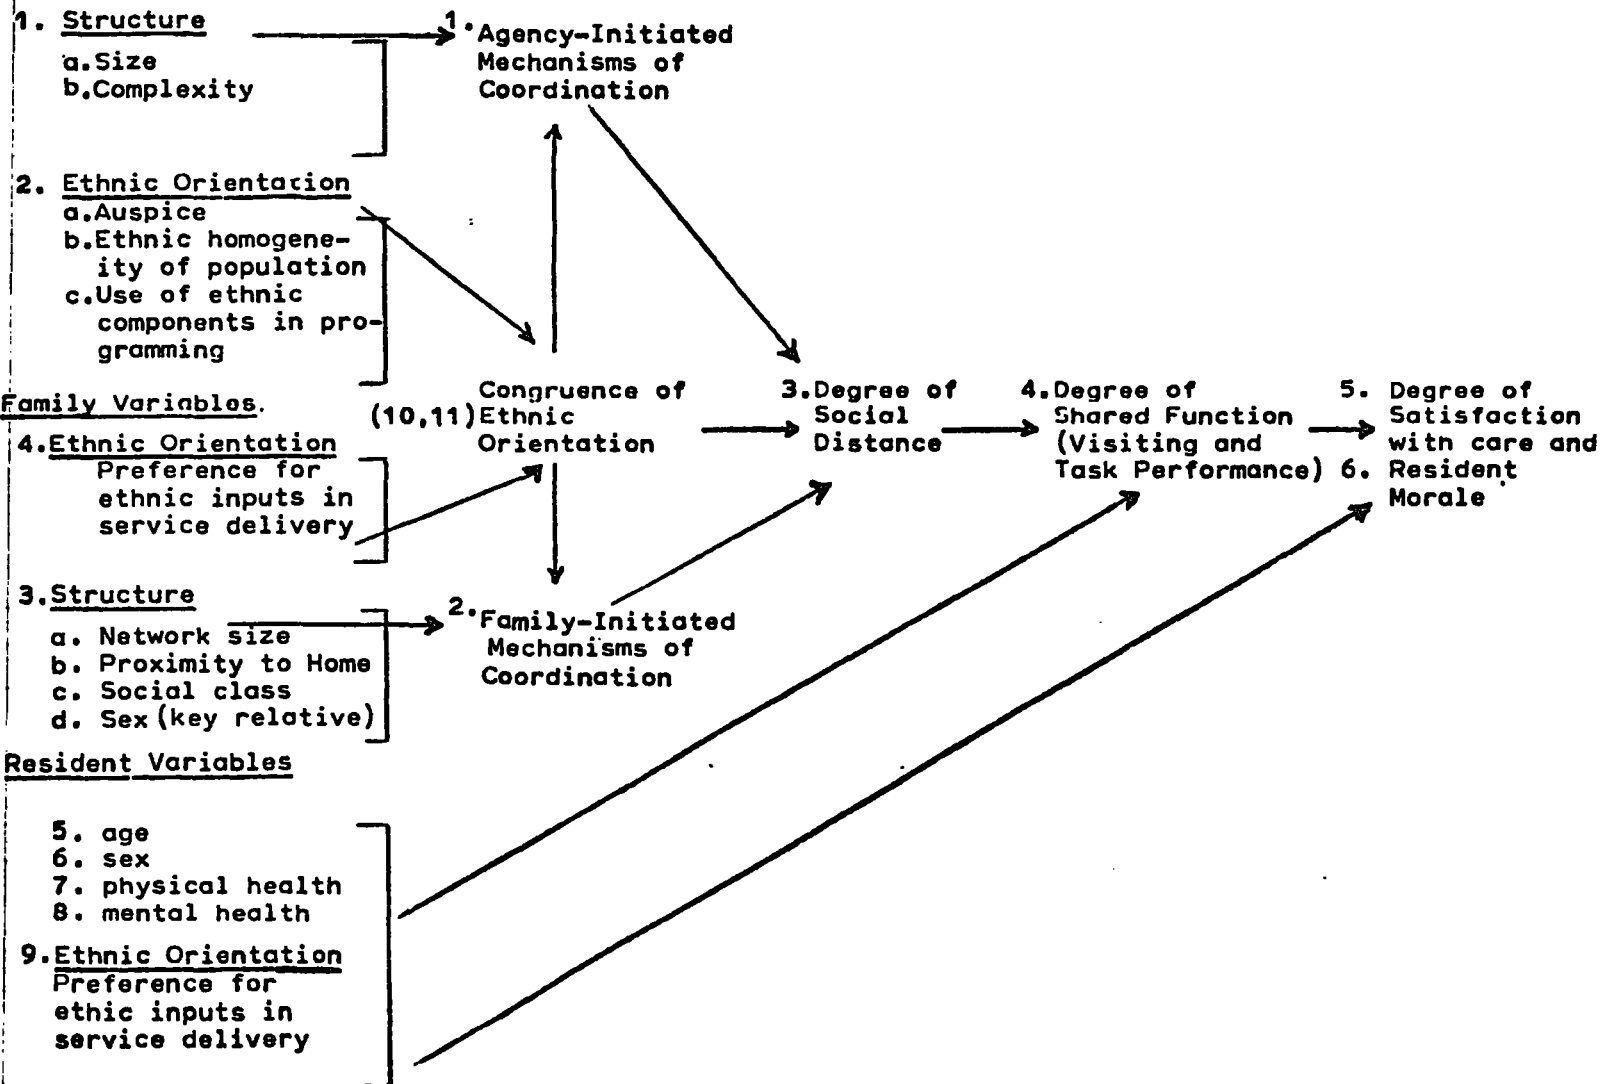 1. Structure
a.Size
b.Complexity
2. Ethnic Orientation
a.Auspice
b.Ethnic homogene-
ity of population
c.Use of ethnic
components in pro-
gramming
Family Variables.
4.Ethnic Orientation
Preference for
ethnic inputs in
service delivery
3.Structure
a. Network size
b. Proximity to Home
c. Social class
d. Sex (key relative)
Resident Variables
5. age
6. sex
7. physical health
8. mental health
9.Ethnic Orientation
Preference for
ethic inputs in
service delivery
1.Agency-Initiated
Mechanisms of
Coordination
Congruence of
(10,11) Ethnic
Orientation
2.Family-Initiated
Mechanisms of
Coordination
3.Degree of
Social
Distance
4.Degree of
Shared Function
(Visiting and
Task Performance)
5. Degree of
Satisfaction
with care and
6. Resident
Morale